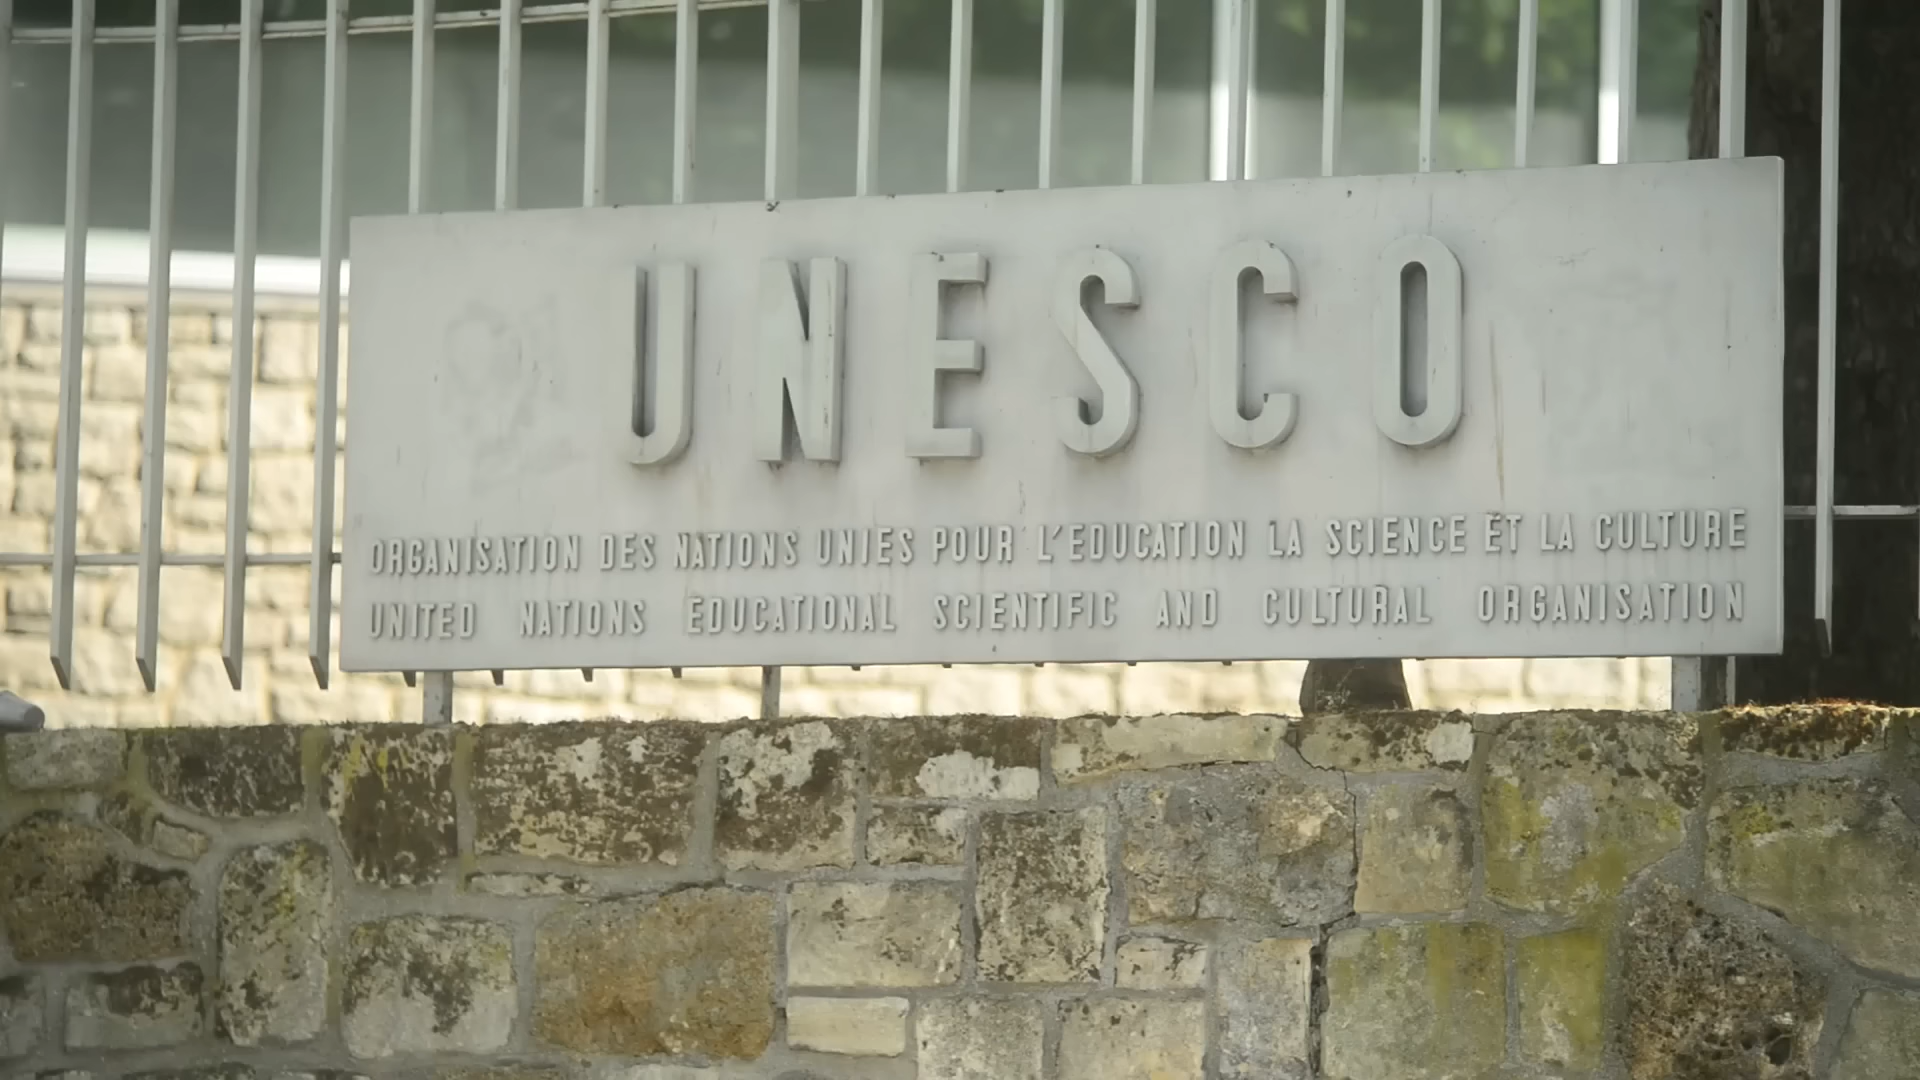 UNESCO
ORGANISATION DES NATIONS UNIES POUR L'EDUCATION LA SCIENCE ET LA CULTURE
UNITED NATIONS EDUCATIONAL SCIENTIFIC AND CULTURAL ORGANISATION